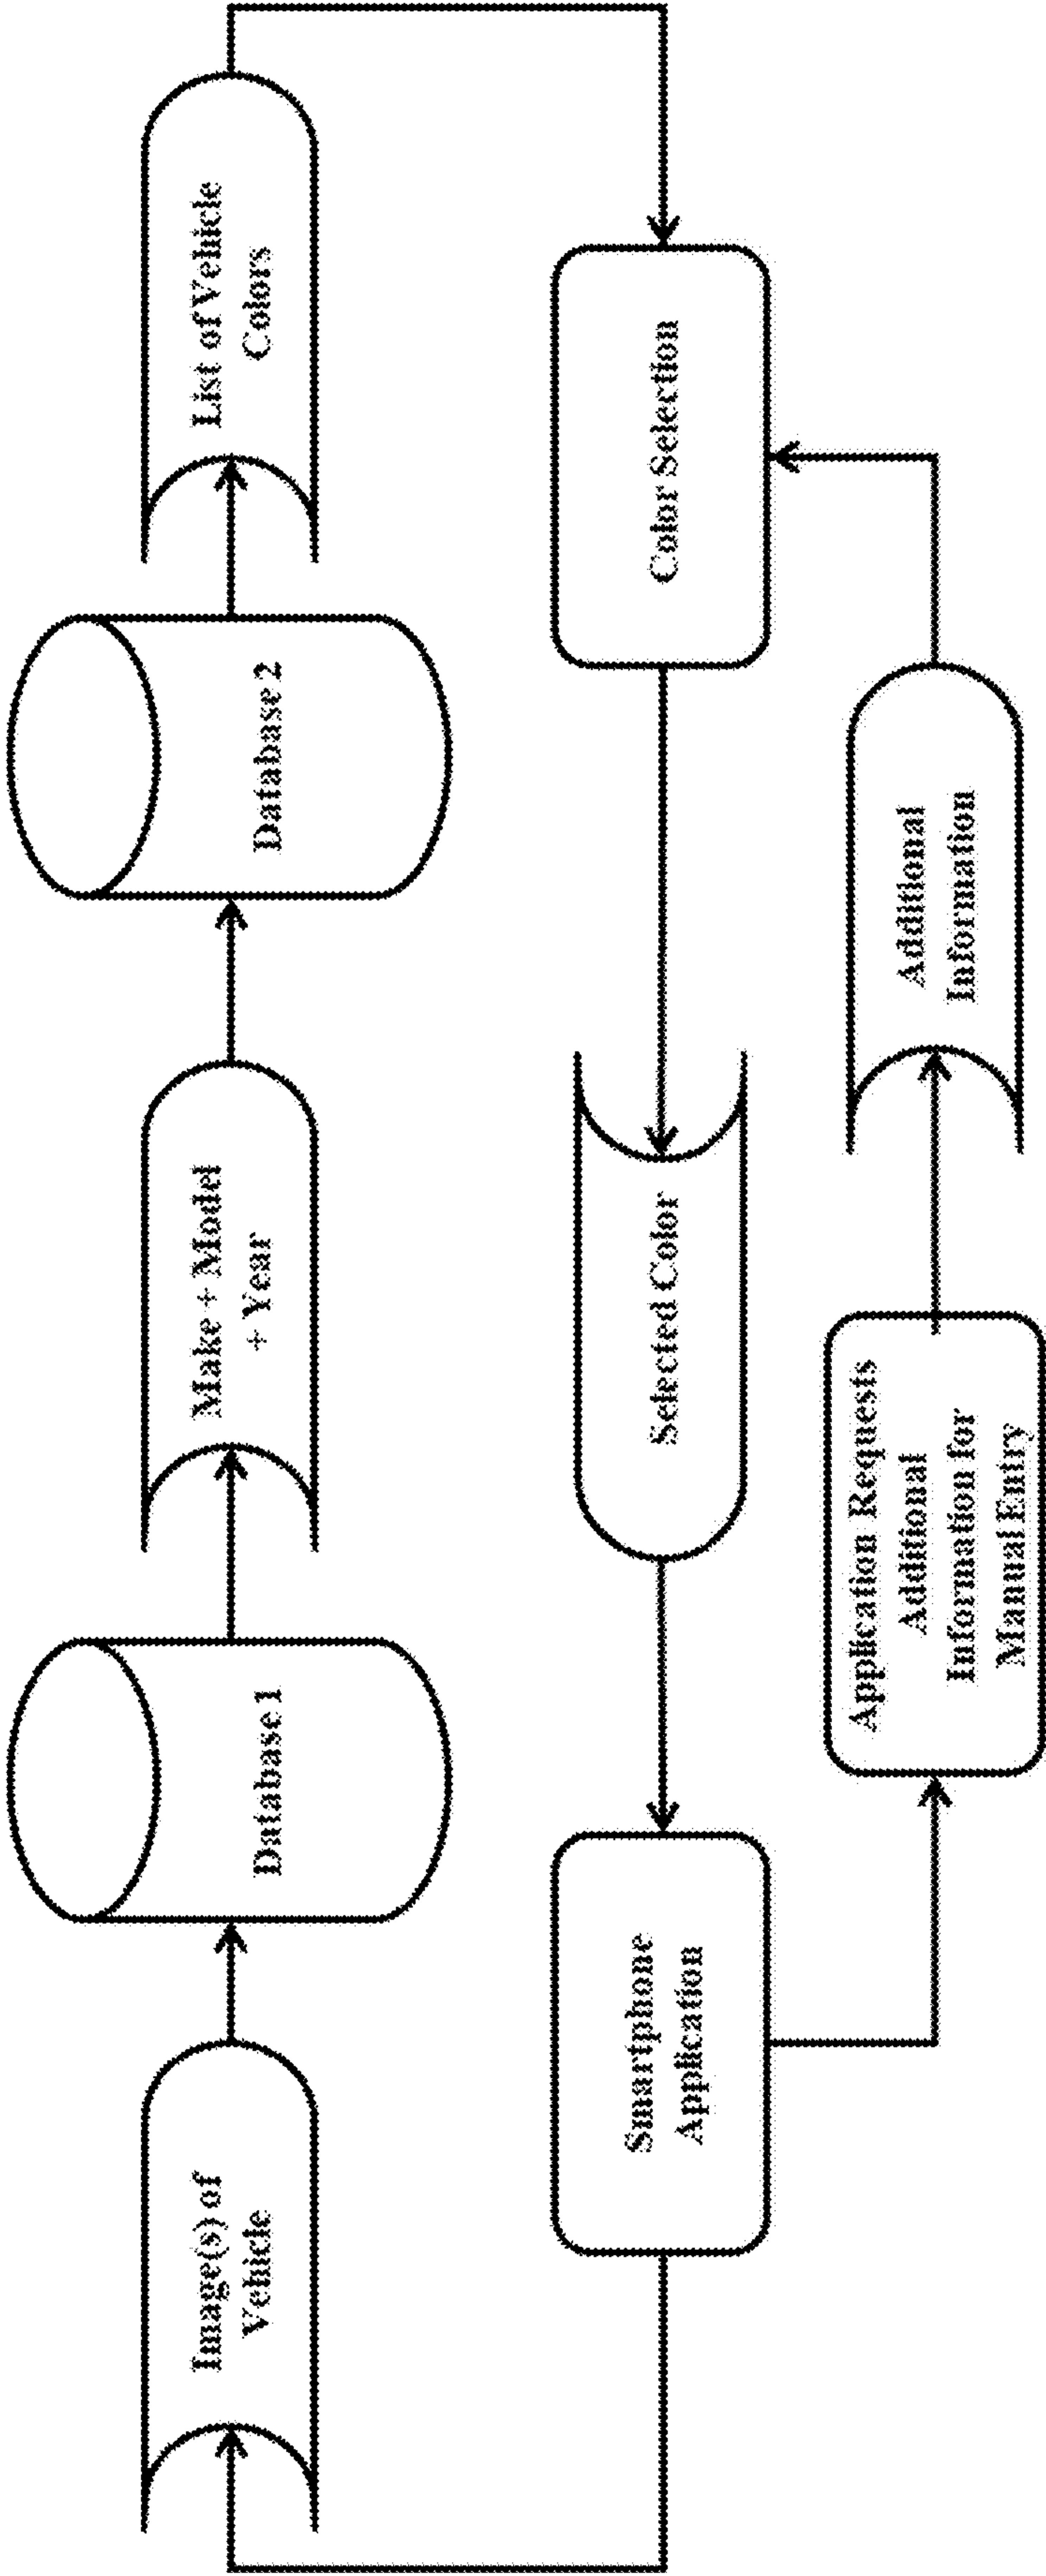 Image(s) of
Vehicle
Database 1
Make + Model
+ Year
Database 2
List of Vehicle
Colors
Smartphone
Application
Selected Color
Color Selection
Application Requests
Additional
Information for
Manual Entry
Additional
Information